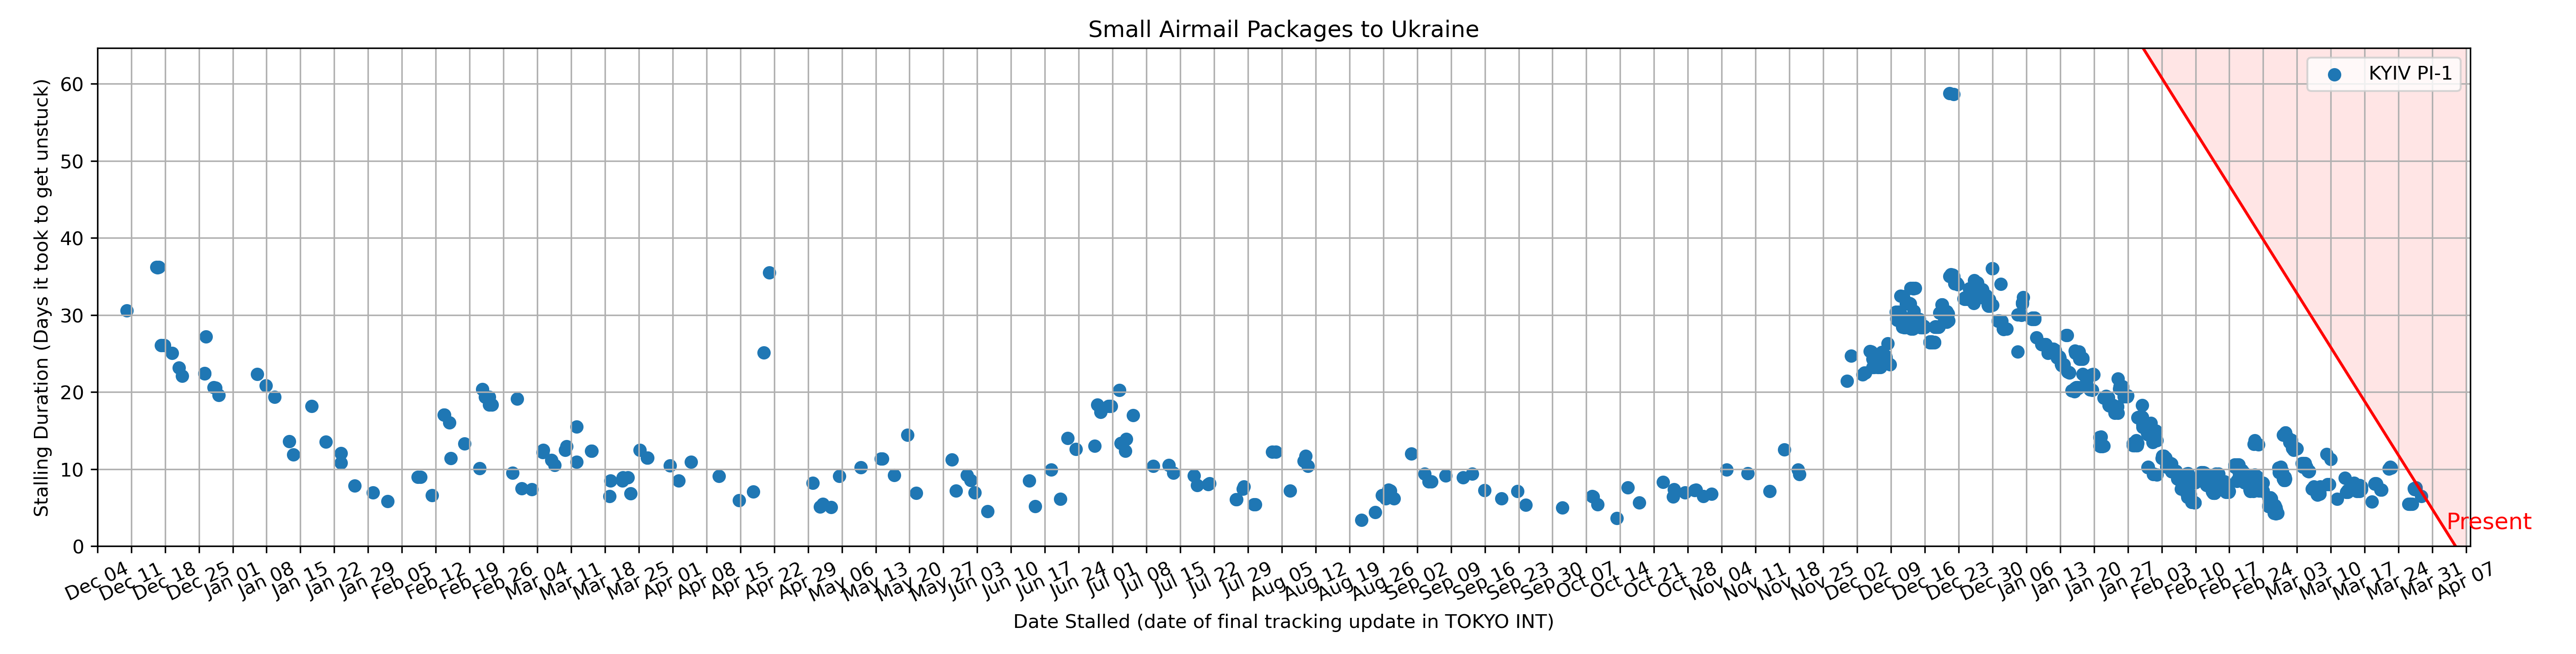 Small Airmail Packages to Ukraine
KYIV PI-1
Stalling Duration (Days it took to get unstuck)
60
50
40
30
20
10
0
Present
Dec 04
Dec 11
Dec 18
Dec 25
Jan 01
Jan 08
Jan 15
Jan 22
Jan 29
Feb 05
Feb 12
Feb 19
Feb 26
Mar 04
Mar 11
Mar 18
Mar 25
Apr 01
Apr 08
Apr 15
Apr 22
Apr 29
May 06
May 13
May 20
May 27
Jun 03
Jun 10
Jun 17
Jun 24
Jul 01
Jul 08
Jul 15
Jul 22
Jul 29
Aug 05
Aug 12
Aug 19
Aug 26
Sep 02
Sep 09
Sep 16
Sep 23
Sep 30
Oct 07
Oct 14
Oct 21
Oct 28
Nov 04
Nov 11
Nov 18
Nov 25
Dec 02
Dec 09
Dec 16
Dec 23
Dec 30
Jan 06
Jan 13
Jan 20
Jan 27
Feb 03
Feb 10
Feb 17
Feb 24
Mar 03
Mar 10
Mar 17
Mar 24
Mar 31
Apr 07
Date Stalled (date of final tracking update in TOKYO INT)